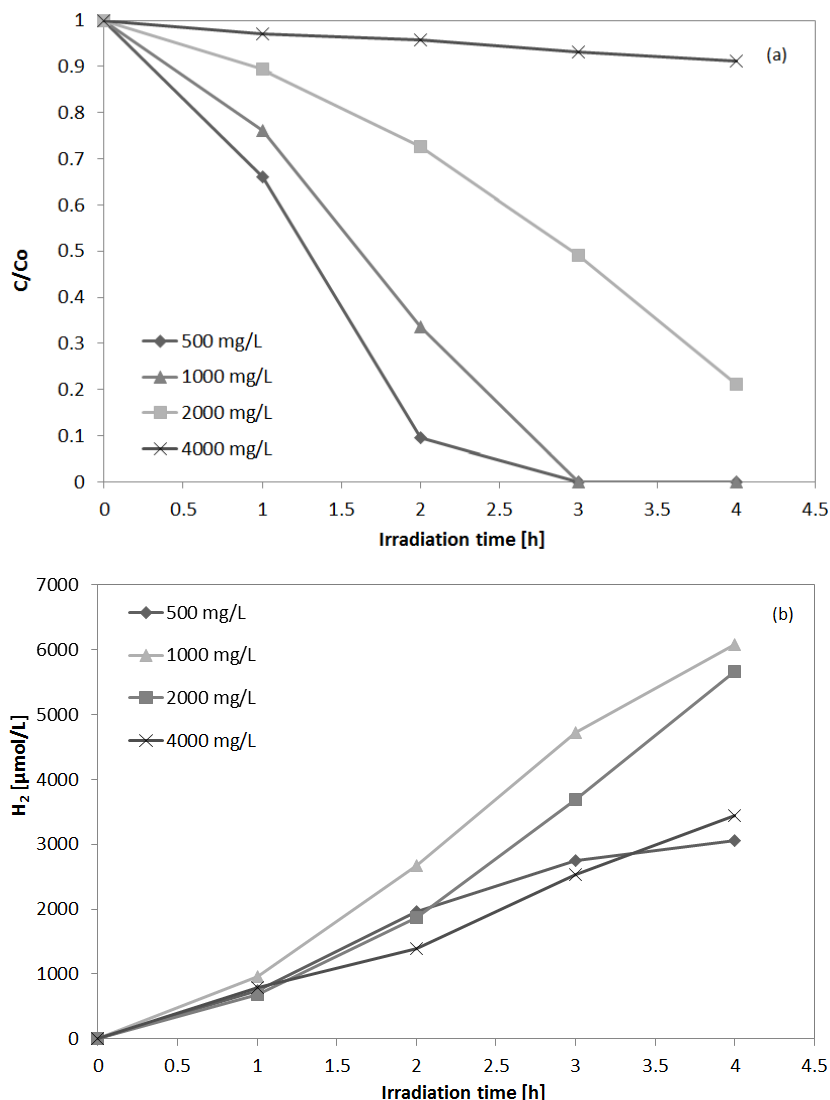 1
0.9
0.8
0.7
0.6
0.5
0.4
0.3
0.2
0.1
0
C/Co
(a)
500 mg/L
1000 mg/L
2000 mg/L
4000 mg/L
0 0.5 1 1.5 2 2.5 3 3.5 4 4.5
Irradiation time [h]
7000
6000
5000
4000
3000
2000
1000
0
H₂ [µmol/L]
(b)
500 mg/L
1000 mg/L
2000 mg/L
4000 mg/L
0 0.5 1 1.5 2 2.5 3 3.5 4 4.5
Irradiation time [h]